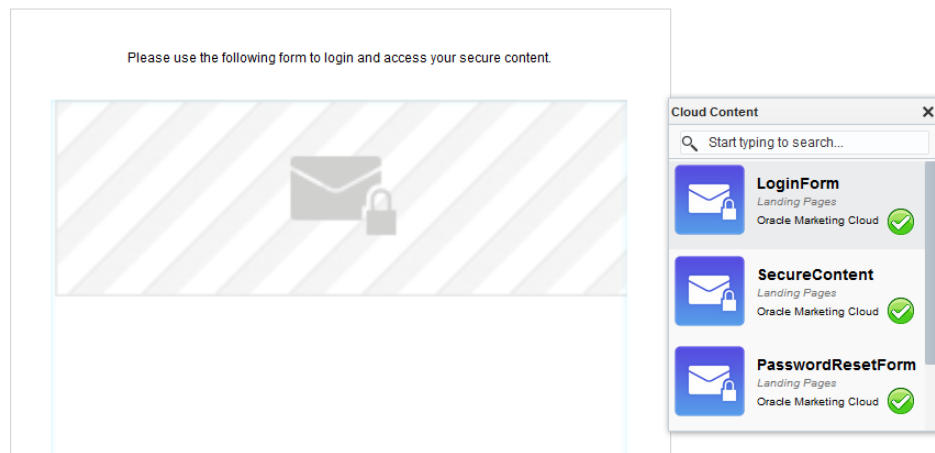 Please use the following form to login and access your secure content.
Cloud Content
Start typing to search...
LoginForm
Landing Pages
Oracle Marketing Cloud
SecureContent
Landing Pages
Oracle Marketing Cloud
PasswordResetForm
Landing Pages
Oracle Marketing Cloud